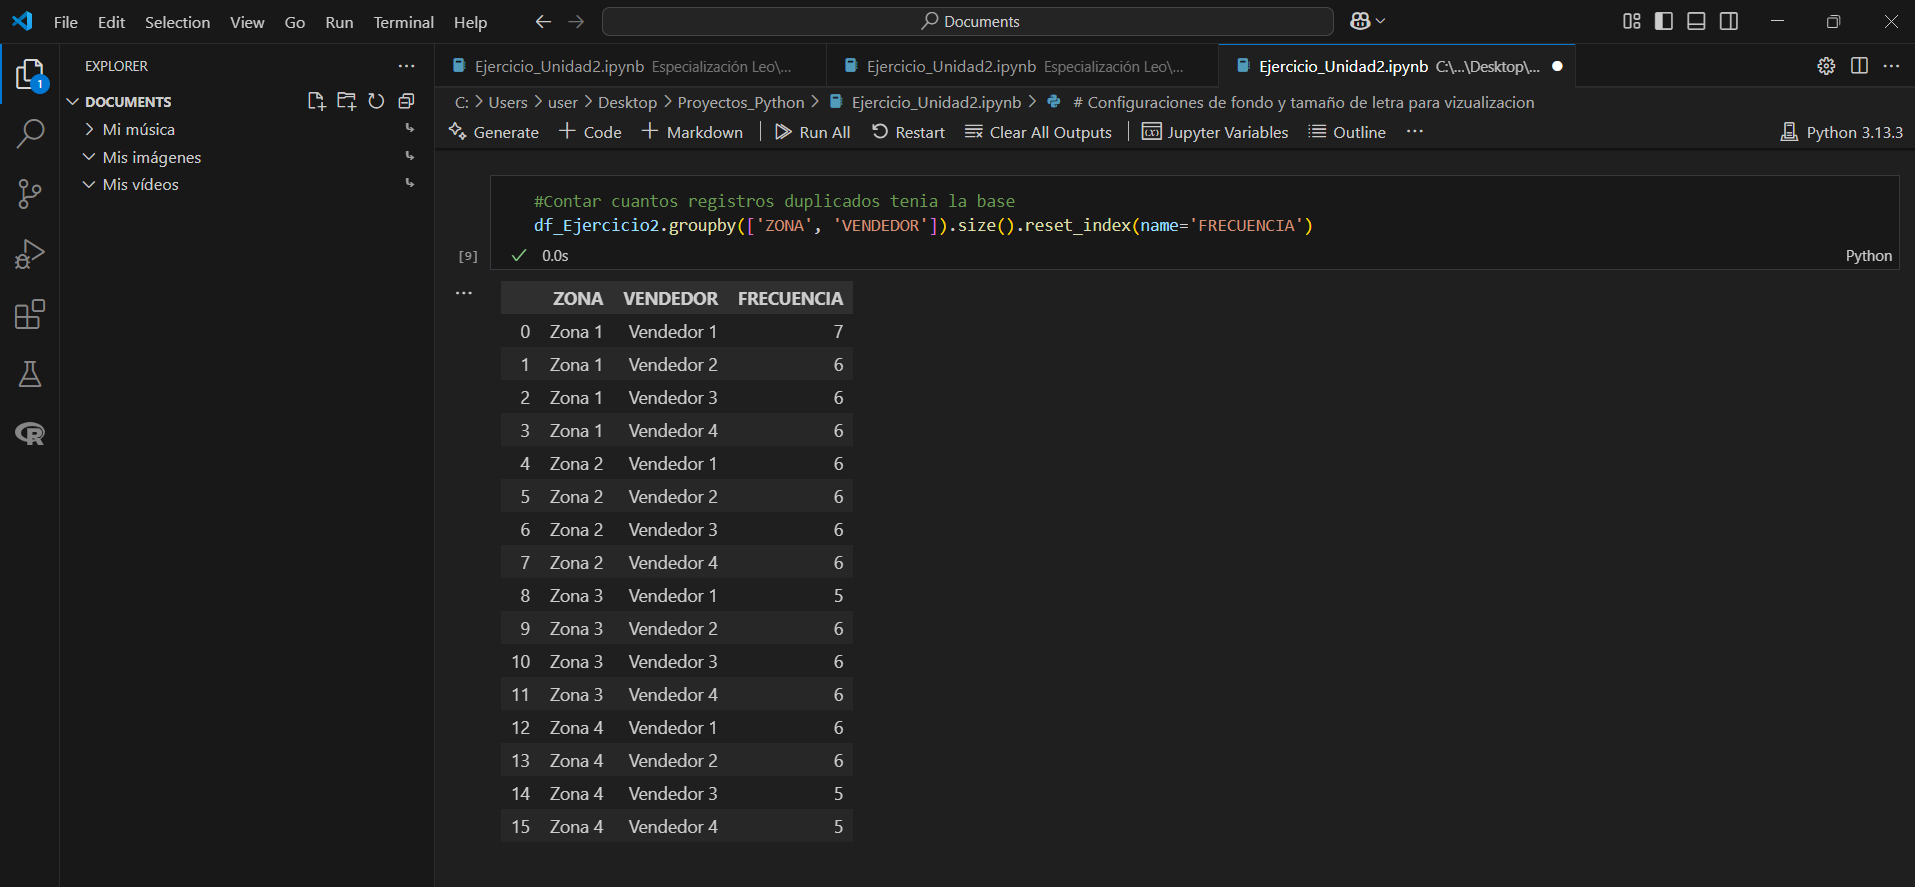 File Edit Selection View Go Run Terminal Help Documents
EXPLORER
DOCUMENTS
Mi música
Mis imágenes
Mis vídeos
1
Ejercicio_Unidad2.ipynb Especialización Leo\... Ejercicio_Unidad2.ipynb Especialización Leo\... Ejercicio_Unidad2.ipynb C:\...\Desktop\...
C: > Users > user > Desktop > Proyectos_Python > Ejercicio_Unidad2.ipynb > # Configuraciones de fondo y tamaño de letra para vizualizacion
Generate + Code + Markdown | Run All Restart Clear All Outputs | Jupyter Variables Outline ... Python 3.13.3
#Contar cuantos registros duplicados tenia la base
df_Ejercicio2.groupby(['ZONA', 'VENDEDOR']).size().reset_index(name='FRECUENCIA')
[9] 0.0s Python
ZONA VENDEDOR FRECUENCIA
0 Zona 1 Vendedor 1 7
1 Zona 1 Vendedor 2 6
2 Zona 1 Vendedor 3 6
3 Zona 1 Vendedor 4 6
4 Zona 2 Vendedor 1 6
5 Zona 2 Vendedor 2 6
6 Zona 2 Vendedor 3 6
7 Zona 2 Vendedor 4 6
8 Zona 3 Vendedor 1 5
9 Zona 3 Vendedor 2 6
10 Zona 3 Vendedor 3 6
11 Zona 3 Vendedor 4 6
12 Zona 4 Vendedor 1 6
13 Zona 4 Vendedor 2 6
14 Zona 4 Vendedor 3 5
15 Zona 4 Vendedor 4 5